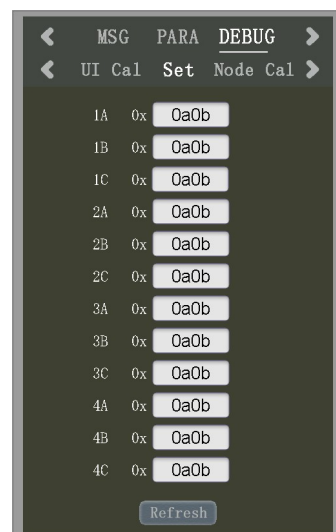 MSG PARA DEBUG
UI Cal Set Node Cal
1A 0x 0a0b
1B 0x 0a0b
1C 0x 0a0b
2A 0x 0a0b
2B 0x 0a0b
2C 0x 0a0b
3A 0x 0a0b
3B 0x 0a0b
3C 0x 0a0b
4A 0x 0a0b
4B 0x 0a0b
4C 0x 0a0b
Refresh